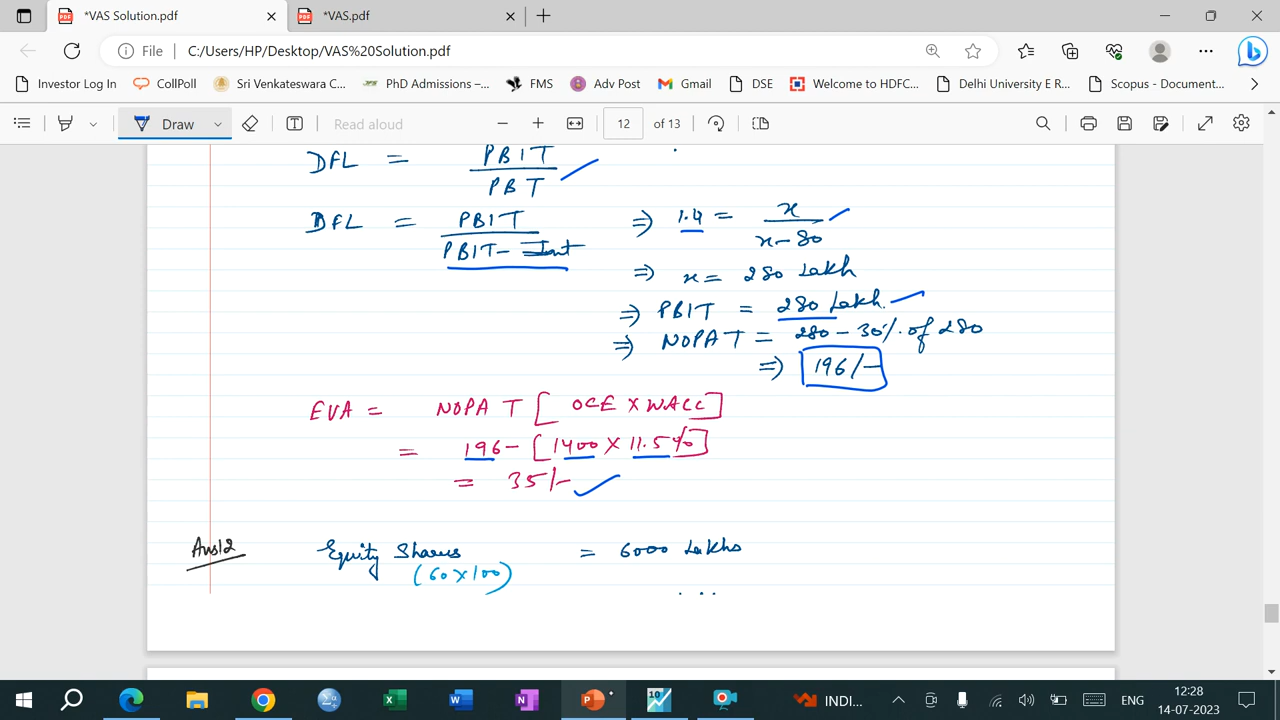 *VAS Solution.pdf
*VAS.pdf
File C:/Users/HP/Desktop/VAS%20Solution.pdf
Investor Log In CollPoll Sri Venkateswara C... PhD Admissions –... FMS Adv Post Gmail DSE Welcome to HDFC... Delhi University E R... Scopus - Document...
Draw Read aloud 12 of 13
DFL = PBIT / PBT
DFL = PBIT / PBIT - Int ⇒ 1.4 = x / x - 80
⇒ x = 280 Lakh
⇒ PBIT = 280 Lakh.
⇒ NOPAT = 280 - 30% of 280
⇒ 196/-
EVA = NOPAT [ OCE X WACC ]
= 196 - [ 1400 X 11.5% ]
= 35/-
Ans12 Equity Shares = 6000 Lakhs
(60 X 100)
INDI...
ENG
12:28
14-07-2023